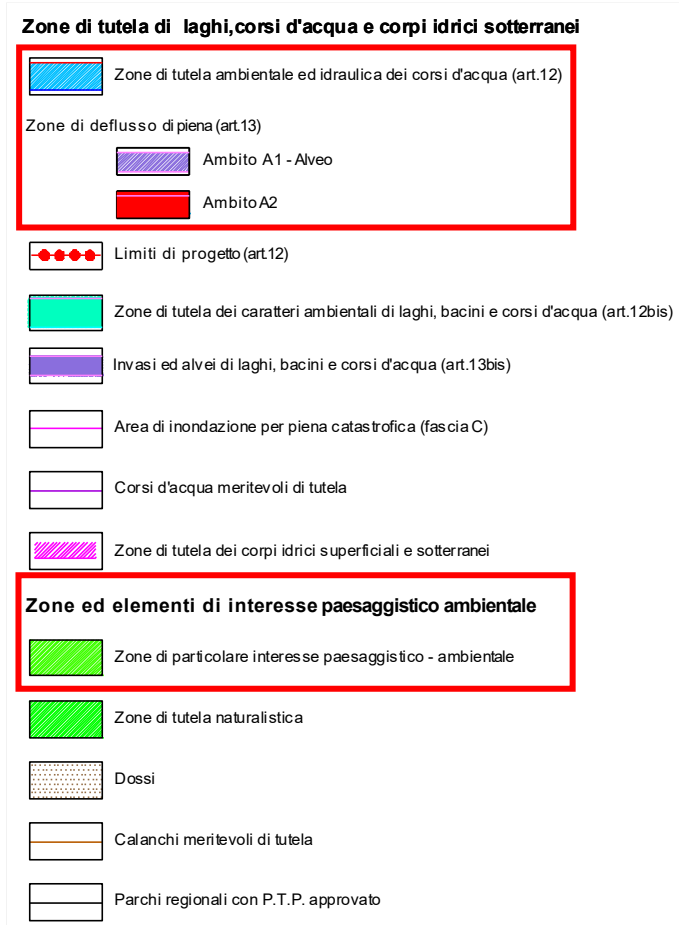 Zone di tutela di laghi,corsi d'acqua e corpi idrici sotterranei
Zone di tutela ambientale ed idraulica dei corsi d'acqua (art.12)
Zone di deflusso di piena (art.13)
Ambito A1 - Alveo
Ambito A2
Limiti di progetto (art.12)
Zone di tutela dei caratteri ambientali di laghi, bacini e corsi d'acqua (art.12bis)
Invasi ed alvei di laghi, bacini e corsi d'acqua (art.13bis)
Area di inondazione per piena catastrofica (fascia C)
Corsi d'acqua meritevoli di tutela
Zone di tutela dei corpi idrici superficiali e sotterranei
Zone ed elementi di interesse paesaggistico ambientale
Zone di particolare interesse paesaggistico - ambientale
Zone di tutela naturalistica
Dossi
Calanchi meritevoli di tutela
Parchi regionali con P.T.P. approvato